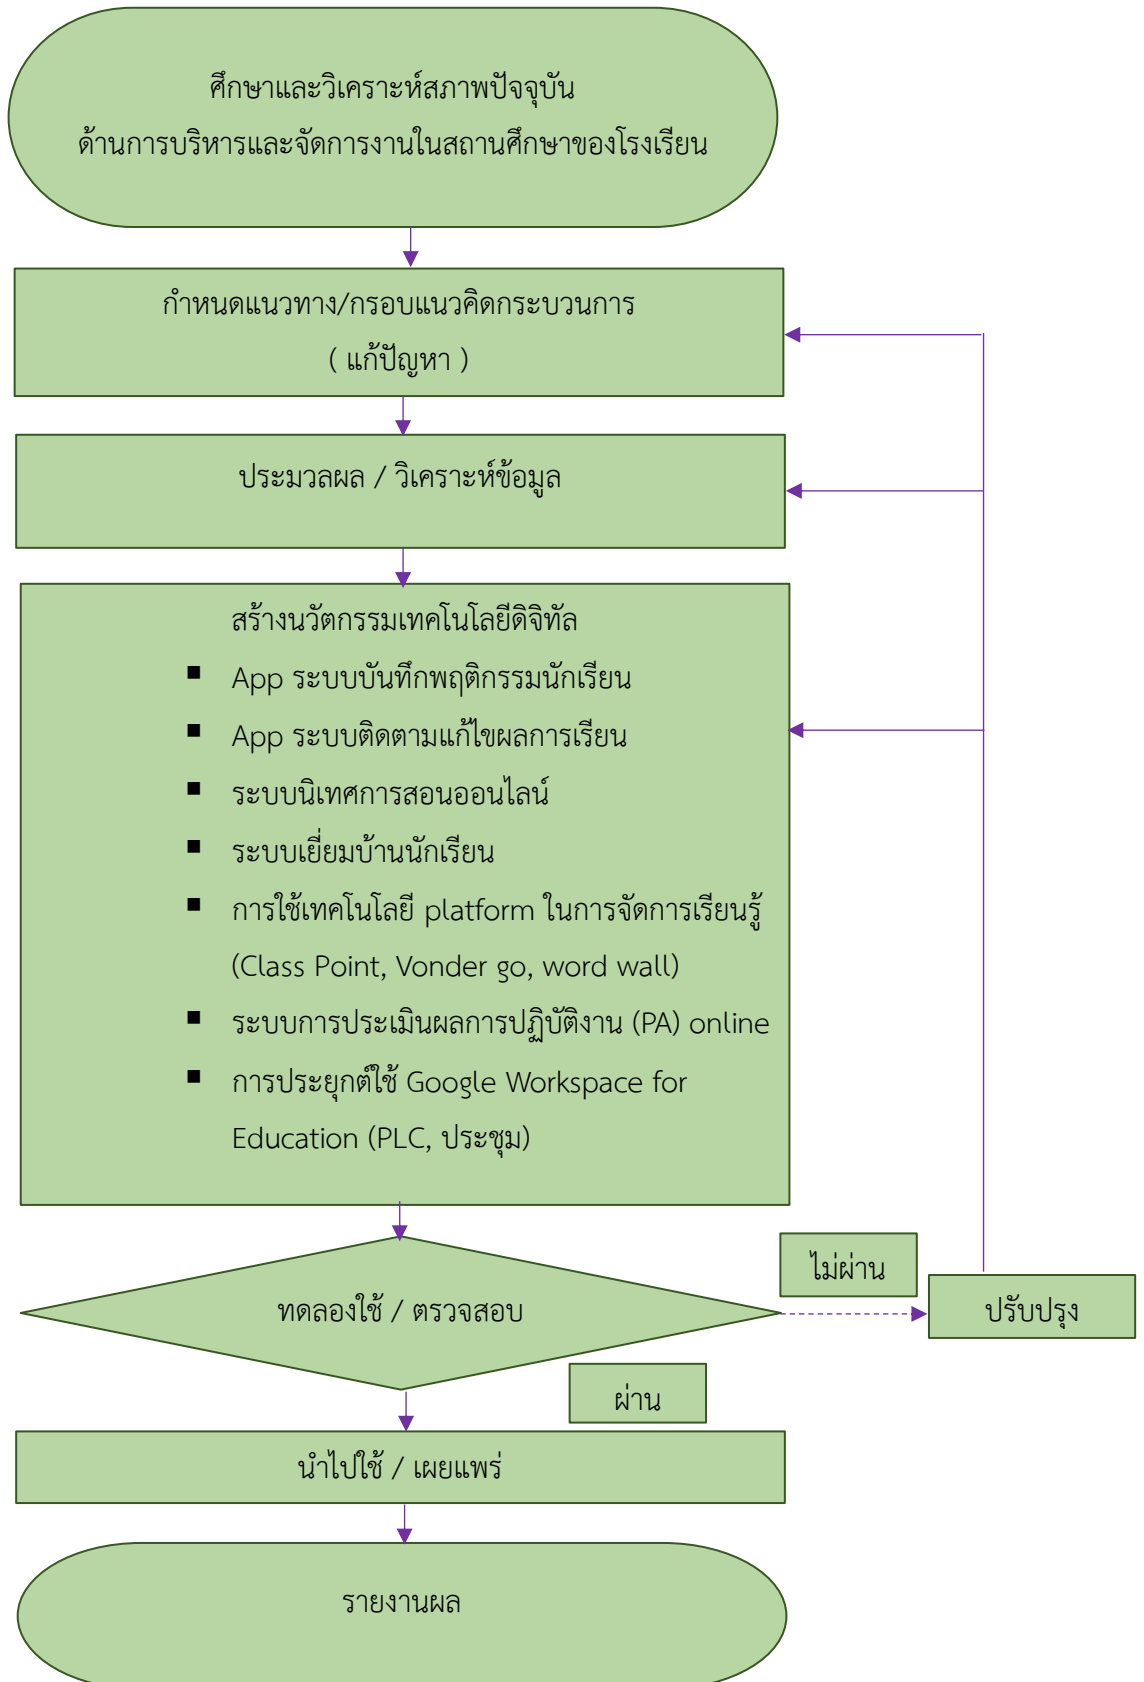 ศึกษาและวิเคราะห์สภาพปัจจุบัน
ด้านการบริหารและจัดการงานในสถานศึกษาของโรงเรียน
กำหนดแนวทาง/กรอบแนวคิดกระบวนการ
( แก้ปัญหา )
ประมวลผล / วิเคราะห์ข้อมูล
สร้างนวัตกรรมเทคโนโลยีดิจิทัล
▪ App ระบบบันทึกพฤติกรรมนักเรียน
▪ App ระบบติดตามแก้ไขผลการเรียน
▪ ระบบนิเทศการสอนออนไลน์
▪ ระบบเยี่ยมบ้านนักเรียน
▪ การใช้เทคโนโลยี platform ในการจัดการเรียนรู้
(Class Point, Vonder go, word wall)
▪ ระบบการประเมินผลการปฏิบัติงาน (PA) online
▪ การประยุกต์ใช้ Google Workspace for
Education (PLC, ประชุม)
ไม่ผ่าน
ทดลองใช้ / ตรวจสอบ
ปรับปรุง
ผ่าน
นำไปใช้ / เผยแพร่
รายงานผล